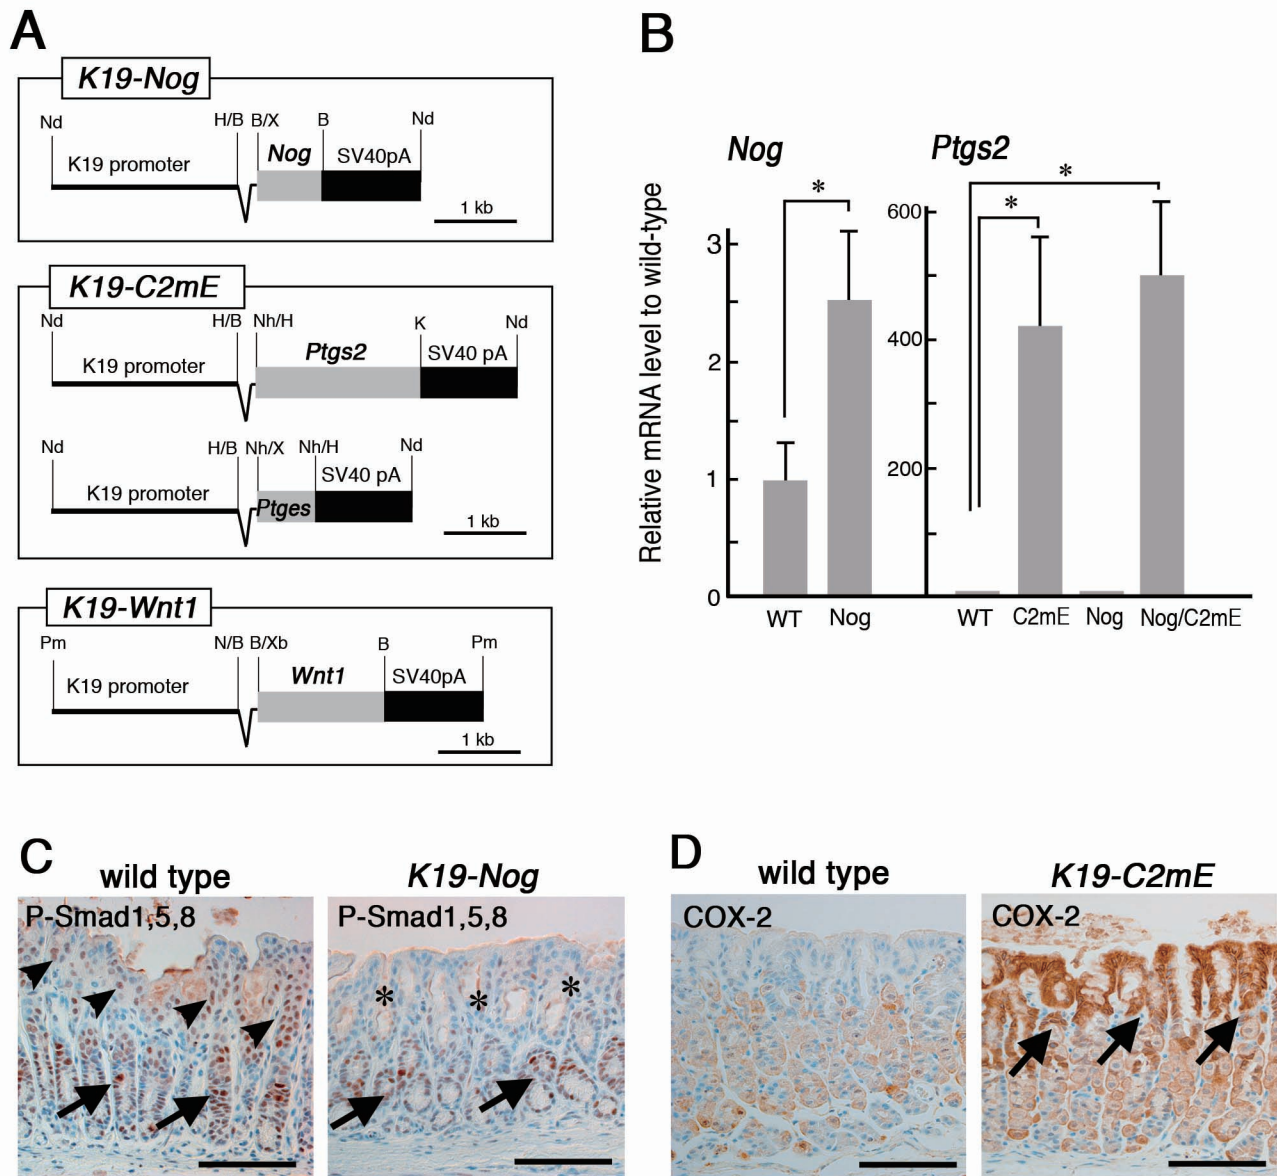 A
K19-Nog
Nd H/B B/X B Nd
K19 promoter Nog SV40pA
1 kb
K19-C2mE
Nd H/B Nh/H K Nd
K19 promoter Ptgs2 SV40 pA
Nd H/B Nh/X Nh/H Nd
K19 promoter Ptges SV40 pA
1 kb
K19-Wnt1
Pm N/B B/Xb B Pm
K19 promoter Wnt1 SV40pA
1 kb
B
Relative mRNA level to wild-type
Nog
*
3
2
1
0
WT Nog
Ptgs2
*
*
600
400
200
WT C2mE Nog Nog/C2mE
C
wild type K19-Nog
P-Smad1,5,8 P-Smad1,5,8
* * *
D
wild type K19-C2mE
COX-2 COX-2